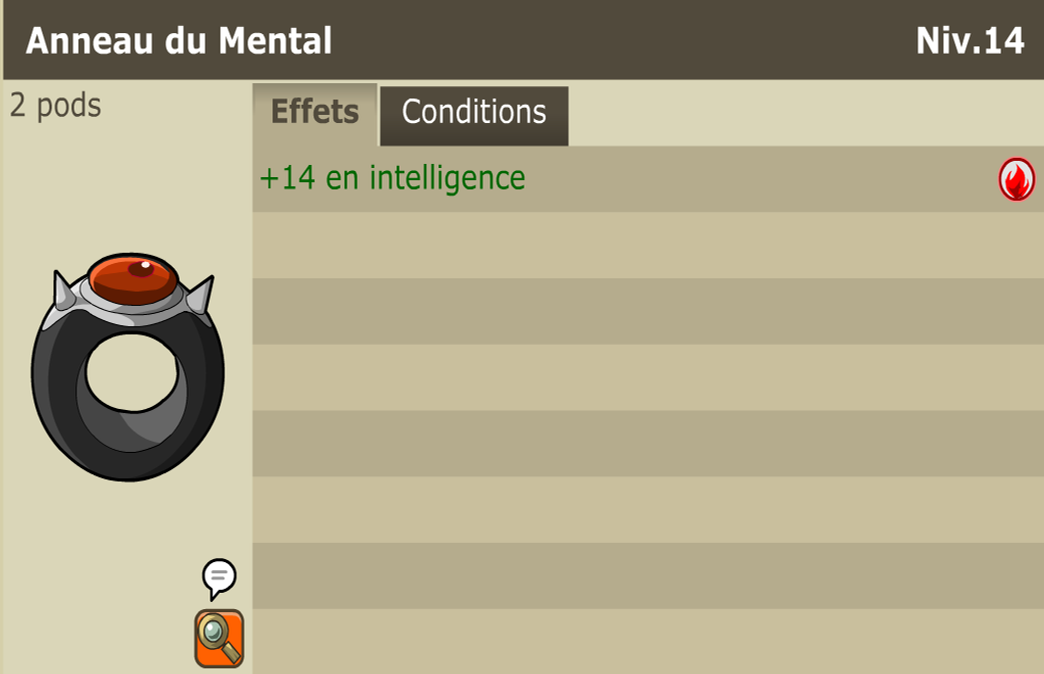 Anneau du Mental
Niv.14
2 pods
Effets
Conditions
+14 en intelligence